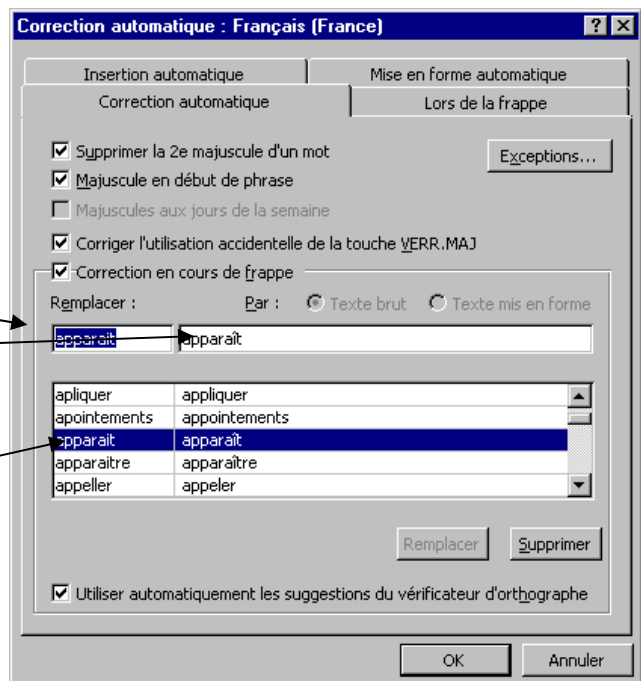 Correction automatique : Français (France)
Insertion automatique
Mise en forme automatique
Correction automatique
Lors de la frappe
Supprimer la 2e majuscule d'un mot
Exceptions...
Majuscule en début de phrase
Majuscules aux jours de la semaine
Corriger l'utilisation accidentelle de la touche VERR.MAJ
Correction en cours de frappe
Remplacer : Par : Texte brut Texte mis en forme
apparait apparaît
apliquer appliquer
apointements appointements
apparait apparaît
apparaitre apparaître
appeller appeler
Remplacer Supprimer
Utiliser automatiquement les suggestions du vérificateur d'orthographe
OK Annuler